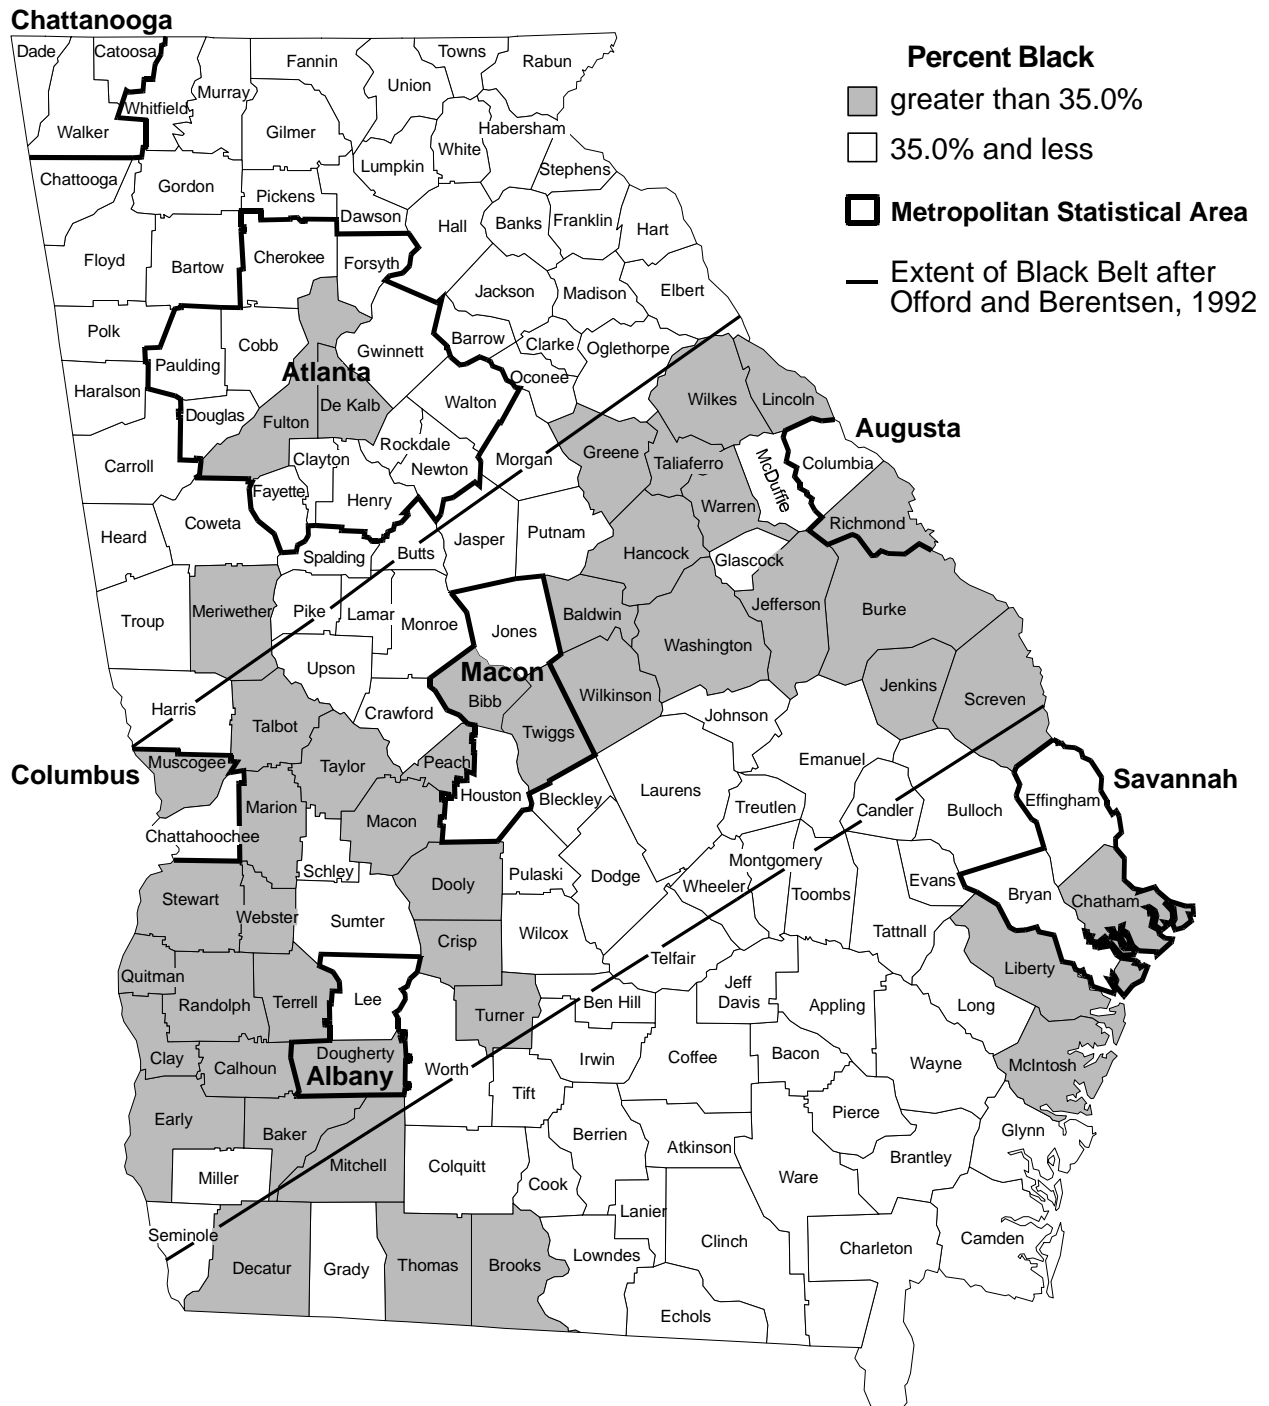 Chattanooga
Dade
Catoosa
Fannin
Towns
Rabun
Union
Murray
Whitfield
Walker
Gilmer
Habersham
White
Lumpkin
Stephens
Chattooga
Gordon
Pickens
Dawson
Hall
Banks
Franklin
Hart
Floyd
Bartow
Cherokee
Forsyth
Jackson
Madison
Elbert
Polk
Cobb
Paulding
Gwinnett
Barrow
Clarke
Oglethorpe
Oconee
Atlanta
Haralson
Douglas
Fulton
De Kalb
Walton
Wilkes
Lincoln
Rockdale
Newton
Clayton
Morgan
Greene
Taliaferro
McDuffie
Columbia
Augusta
Carroll
Fayette
Henry
Warren
Richmond
Heard
Coweta
Spalding
Butts
Jasper
Putnam
Hancock
Glascock
Troup
Meriwether
Pike
Lamar
Monroe
Jones
Baldwin
Jefferson
Burke
Washington
Upson
Macon
Bibb
Wilkinson
Jenkins
Screven
Harris
Talbot
Crawford
Twiggs
Johnson
Columbus
Muscogee
Taylor
Peach
Emanuel
Savannah
Houston
Bleckley
Laurens
Treutlen
Candler
Bulloch
Effingham
Marion
Macon
Chattahoochee
Schley
Dooly
Pulaski
Dodge
Montgomery
Wheeler
Toombs
Evans
Bryan
Chatham
Stewart
Webster
Sumter
Crisp
Wilcox
Telfair
Tattnall
Quitman
Randolph
Terrell
Lee
Turner
Ben Hill
Jeff
Davis
Appling
Long
Liberty
Clay
Calhoun
Dougherty
Albany
Worth
Irwin
Coffee
Bacon
Wayne
McIntosh
Tift
Early
Baker
Mitchell
Berrien
Atkinson
Pierce
Brantley
Glynn
Miller
Colquitt
Cook
Ware
Seminole
Lanier
Decatur
Grady
Thomas
Brooks
Lowndes
Clinch
Charleton
Camden
Echols
Percent Black
greater than 35.0%
35.0% and less
Metropolitan Statistical Area
Extent of Black Belt after
Offord and Berentsen, 1992